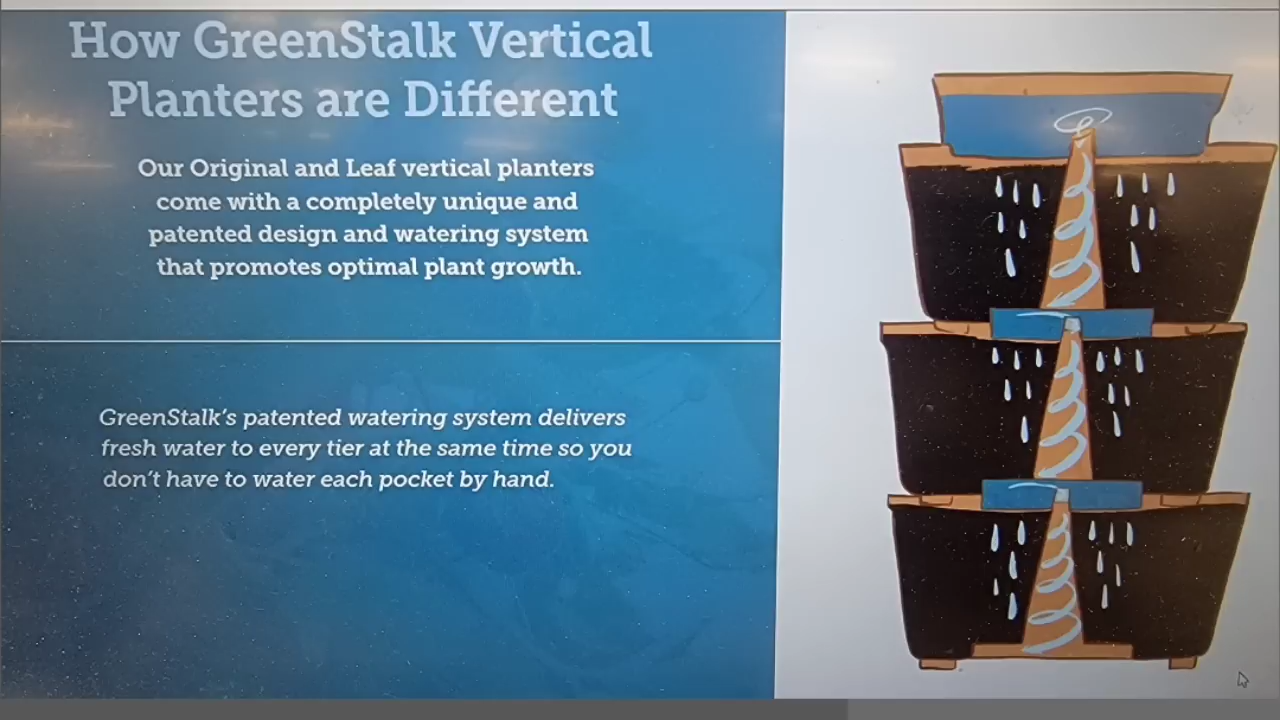 How GreenStalk Vertical
Planters are Different
Our Original and Leaf vertical planters
come with a completely unique and
patented design and watering system
that promotes optimal plant growth.
GreenStalk's patented watering system delivers
fresh water to every tier at the same time so you
don't have to water each pocket by hand.